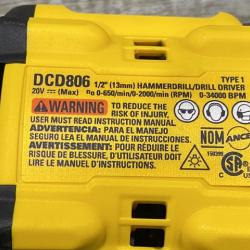 DCD806 1/2" (13mm) HAMMERDRILL/DRILL DRIVER TYPE 1
20V ⎓ (Max) n₀ 0-650/min/0-2000/min (RPM) 0-34000 BPM
WARNING TO REDUCE THE
RISK OF INJURY,
USER MUST READ INSTRUCTION MANUAL.
ADVERTENCIA: PARA EL MANEJO
SEGURO LEA EL MANUAL DE INSTRUCCIONES.
AVERTISSEMENT: POUR RÉDUIRE
LE RISQUE DE BLESSURES, L'UTILISATEUR DOIT
LIRE LE MANUEL D'INSTRUCTION.
NOM
ANCE